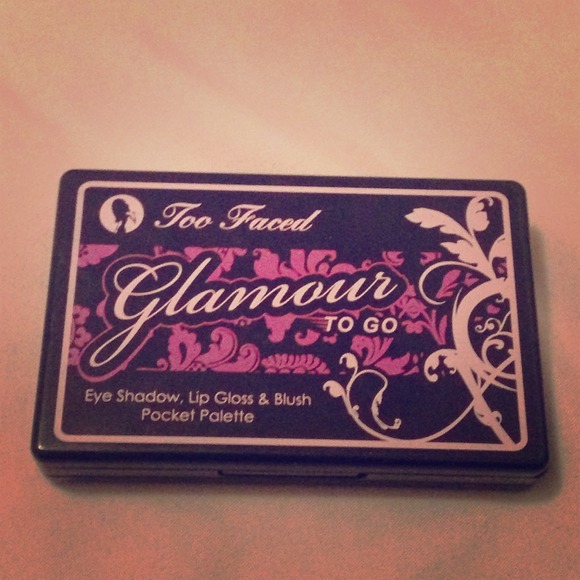 Too Faced
Glamour
TO GO
Eye Shadow, Lip Gloss & Blush
Pocket Palette